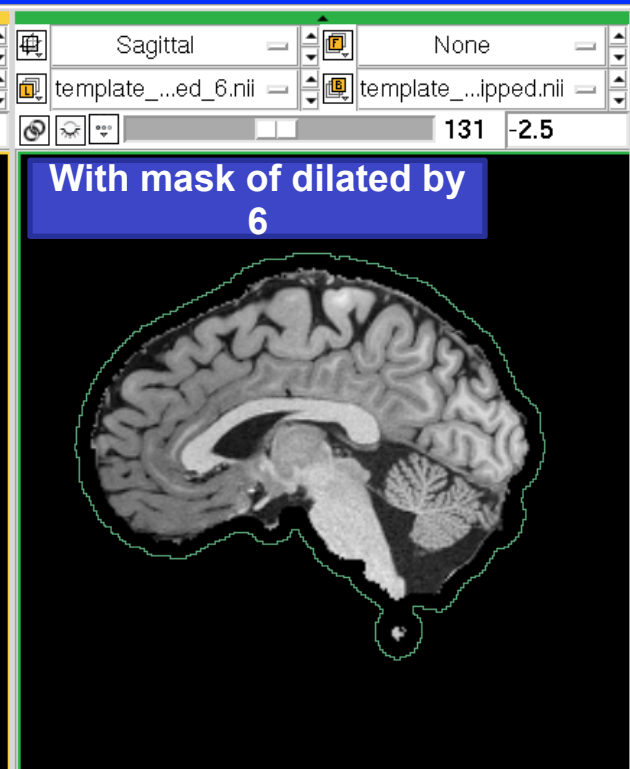 Sagittal None
template_...ed_6.nii template_...ipped.nii
131 -2.5
With mask of dilated by
6